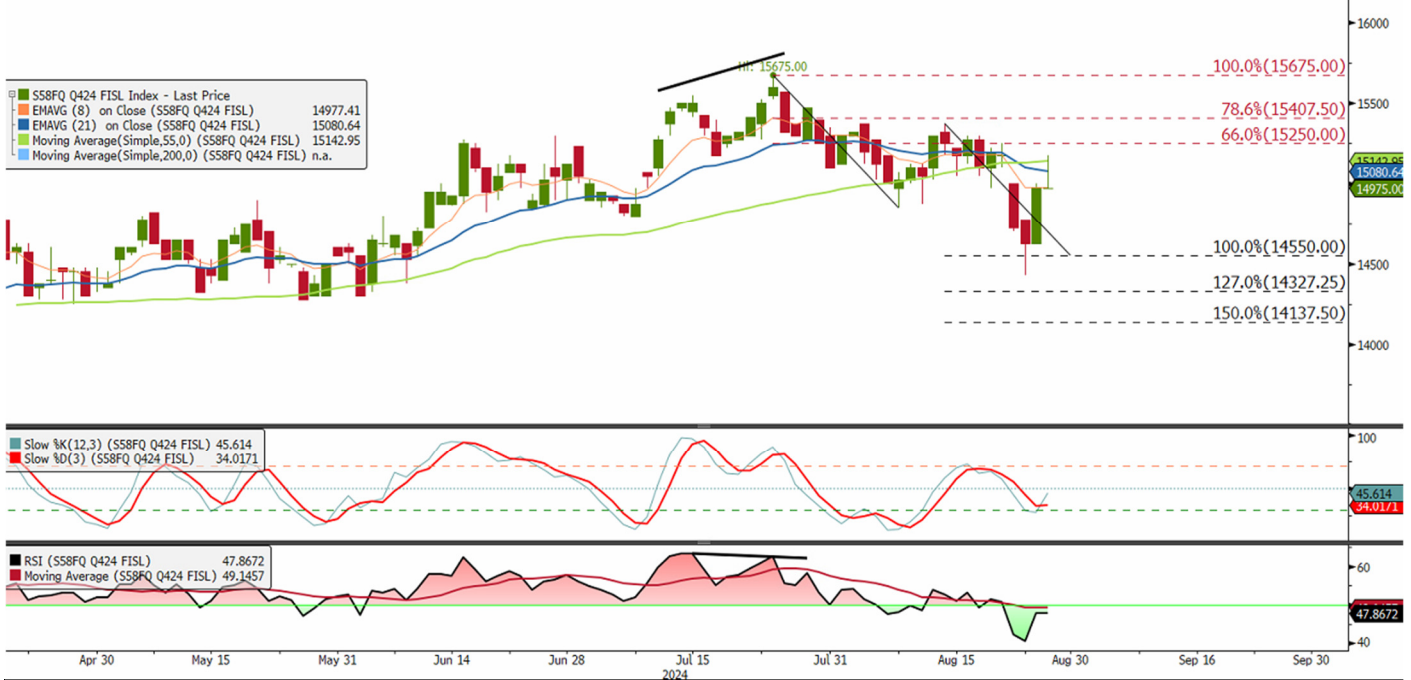 16000
HI: 15675.00
100.0%(15675.00)
S58FQ Q424 FISL Index - Last Price
EMAVG (8) on Close (S58FQ Q424 FISL) 14977.41
EMAVG (21) on Close (S58FQ Q424 FISL) 15080.64
Moving Average(Simple,55,0) (S58FQ Q424 FISL) 15142.95
Moving Average(Simple,200,0) (S58FQ Q424 FISL) n.a.
78.6%(15407.50)
15500
66.0%(15250.00)
15142.95
15080.64
14975.00
100.0%(14550.00)
14500
127.0%(14327.25)
150.0%(14137.50)
14000
Slow %K(12,3) (S58FQ Q424 FISL) 45.614
Slow %D(3) (S58FQ Q424 FISL) 34.0171
100
45.614
34.0171
RSI (S58FQ Q424 FISL) 47.8672
Moving Average (S58FQ Q424 FISL) 49.1457
60
47.8672
40
Apr 30 May 15 May 31 Jun 14 Jun 28 Jul 15 Jul 31 Aug 15 Aug 30 Sep 16 Sep 30
2024